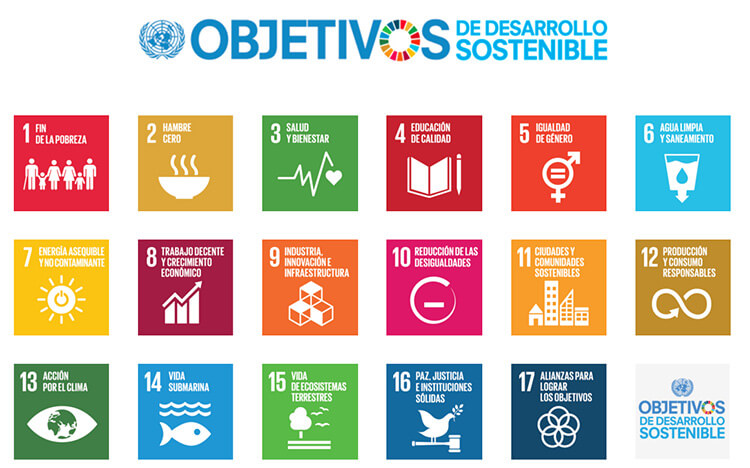 OBJETIVOS
DE DESARROLLO
SOSTENIBLE
1 FIN
DE LA POBREZA
2 HAMBRE
CERO
3 SALUD
Y BIENESTAR
4 EDUCACIÓN
DE CALIDAD
5 IGUALDAD
DE GÉNERO
6 AGUA LIMPIA
Y SANEAMIENTO
7 ENERGÍA ASEQUIBLE
Y NO CONTAMINANTE
8 TRABAJO DECENTE
Y CRECIMIENTO
ECONÓMICO
9 INDUSTRIA,
INNOVACIÓN E
INFRAESTRUCTURA
10 REDUCCIÓN DE LAS
DESIGUALDADES
11 CIUDADES Y
COMUNIDADES
SOSTENIBLES
12 PRODUCCIÓN
Y CONSUMO
RESPONSABLES
13 ACCIÓN
POR EL CLIMA
14 VIDA
SUBMARINA
15 VIDA
DE ECOSISTEMAS
TERRESTRES
16 PAZ, JUSTICIA
E INSTITUCIONES
SÓLIDAS
17 ALIANZAS PARA
LOGRAR
LOS OBJETIVOS
OBJETIVOS
DE DESARROLLO
SOSTENIBLE